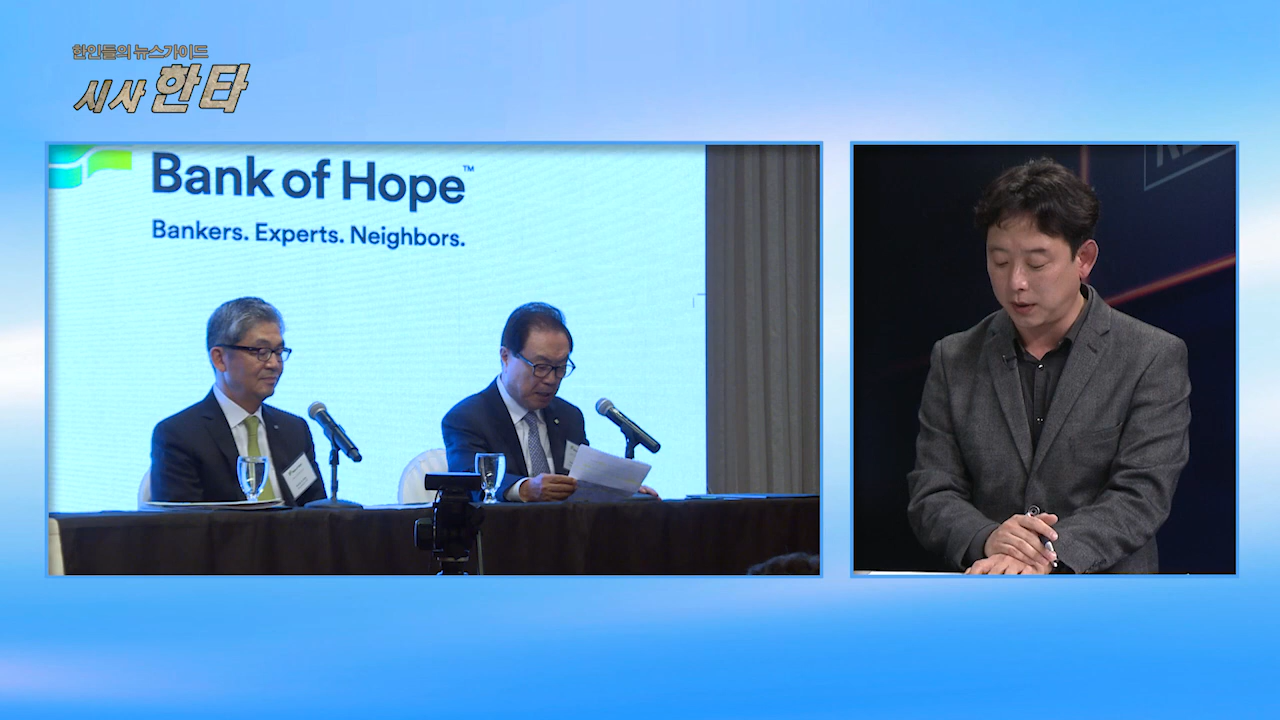 한인들의 뉴스가이드
시사 한타
Bank of Hope™
Bankers. Experts. Neighbors.